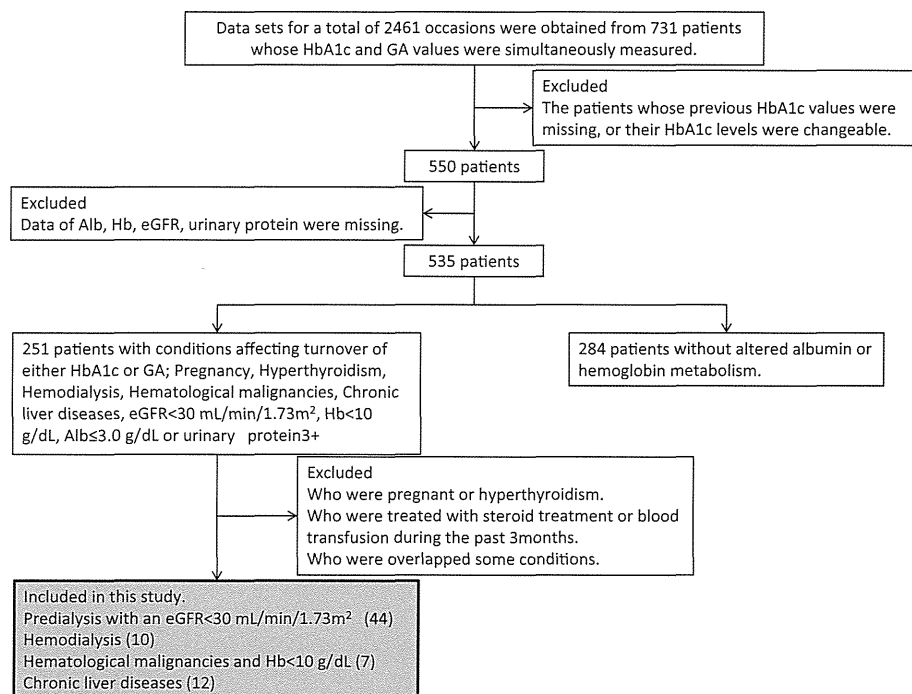 Data sets for a total of 2461 occasions were obtained from 731 patients
whose HbA1c and GA values were simultaneously measured.
Excluded
The patients whose previous HbA1c values were
missing, or their HbA1c levels were changeable.
550 patients
Excluded
Data of Alb, Hb, eGFR, urinary protein were missing.
535 patients
251 patients with conditions affecting turnover of
either HbA1c or GA; Pregnancy, Hyperthyroidism,
Hemodialysis, Hematological malignancies, Chronic
liver diseases, eGFR<30 mL/min/1.73m², Hb<10
g/dL, Alb≤3.0 g/dL or urinary protein3+
284 patients without altered albumin or
hemoglobin metabolism.
Excluded
Who were pregnant or hyperthyroidism.
Who were treated with steroid treatment or blood
transfusion during the past 3months.
Who were overlapped some conditions.
Included in this study.
Predialysis with an eGFR<30 mL/min/1.73m² (44)
Hemodialysis (10)
Hematological malignancies and Hb<10 g/dL (7)
Chronic liver diseases (12)